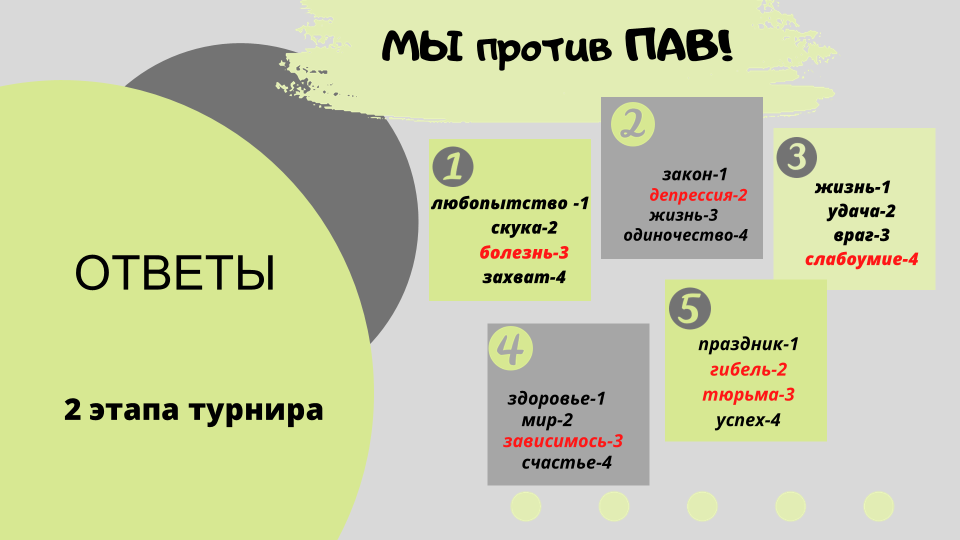 МЫ против ПАВ!
ОТВЕТЫ
2 этапа турнира
1
любопытство -1
скука-2
болезнь-3
захват-4
2
закон-1
депрессия-2
жизнь-3
одиночество-4
3
жизнь-1
удача-2
враг-3
слабоумие-4
4
здоровье-1
мир-2
зависимось-3
счастье-4
5
праздник-1
гибель-2
тюрьма-3
успех-4